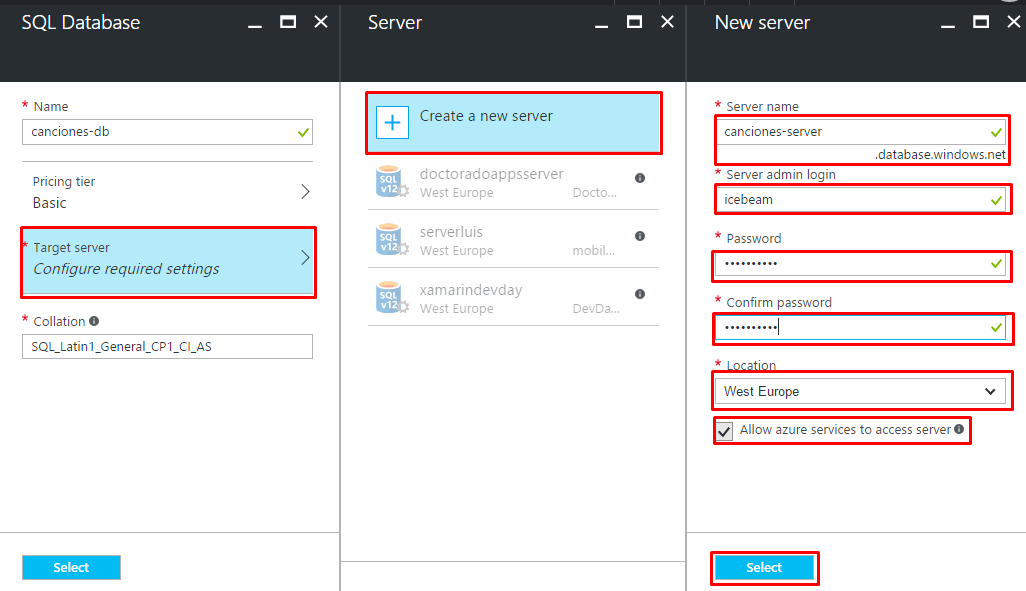 SQL Database
* Name
canciones-db
Pricing tier
Basic
* Target server
Configure required settings
* Collation
SQL_Latin1_General_CP1_CI_AS
Select
Server
Create a new server
SQL v12
doctoradoappsserver
West Europe Docto...
SQL v12
serverluis
West Europe mobil...
SQL v12
xamarindevday
West Europe DevDa...
New server
* Server name
canciones-server
.database.windows.net
* Server admin login
icebeam
* Password
••••••••••
* Confirm password
••••••••••
* Location
West Europe
Allow azure services to access server
Select